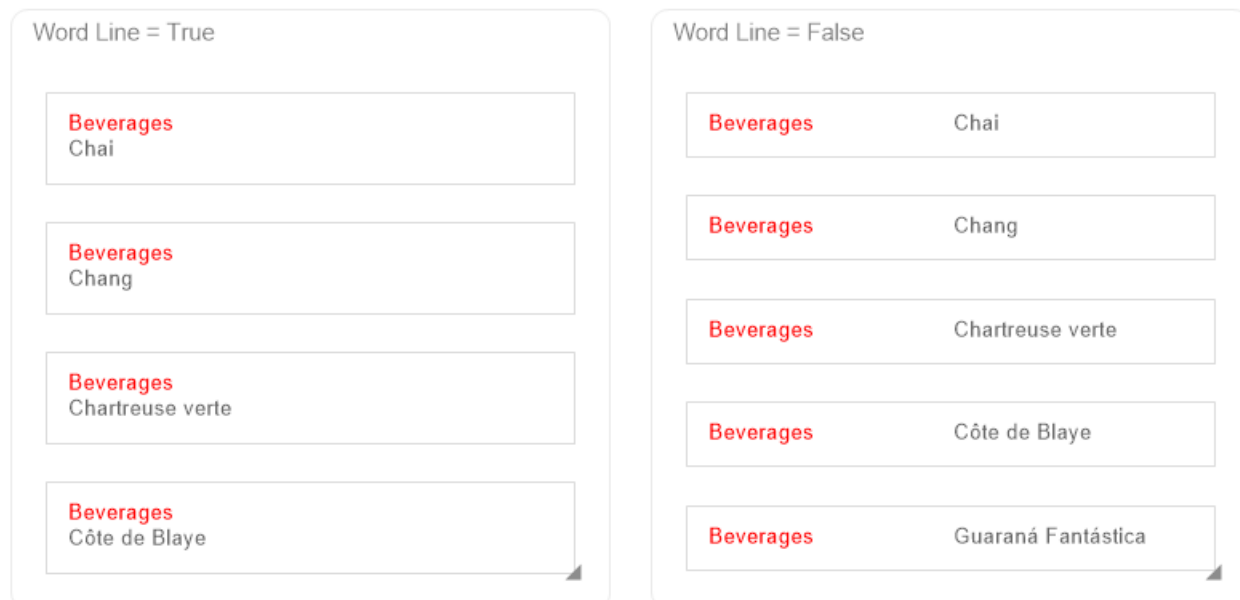 Word Line = True
Beverages
Chai
Beverages
Chang
Beverages
Chartreuse verte
Beverages
Côte de Blaye
Word Line = False
Beverages Chai
Beverages Chang
Beverages Chartreuse verte
Beverages Côte de Blaye
Beverages Guaraná Fantástica